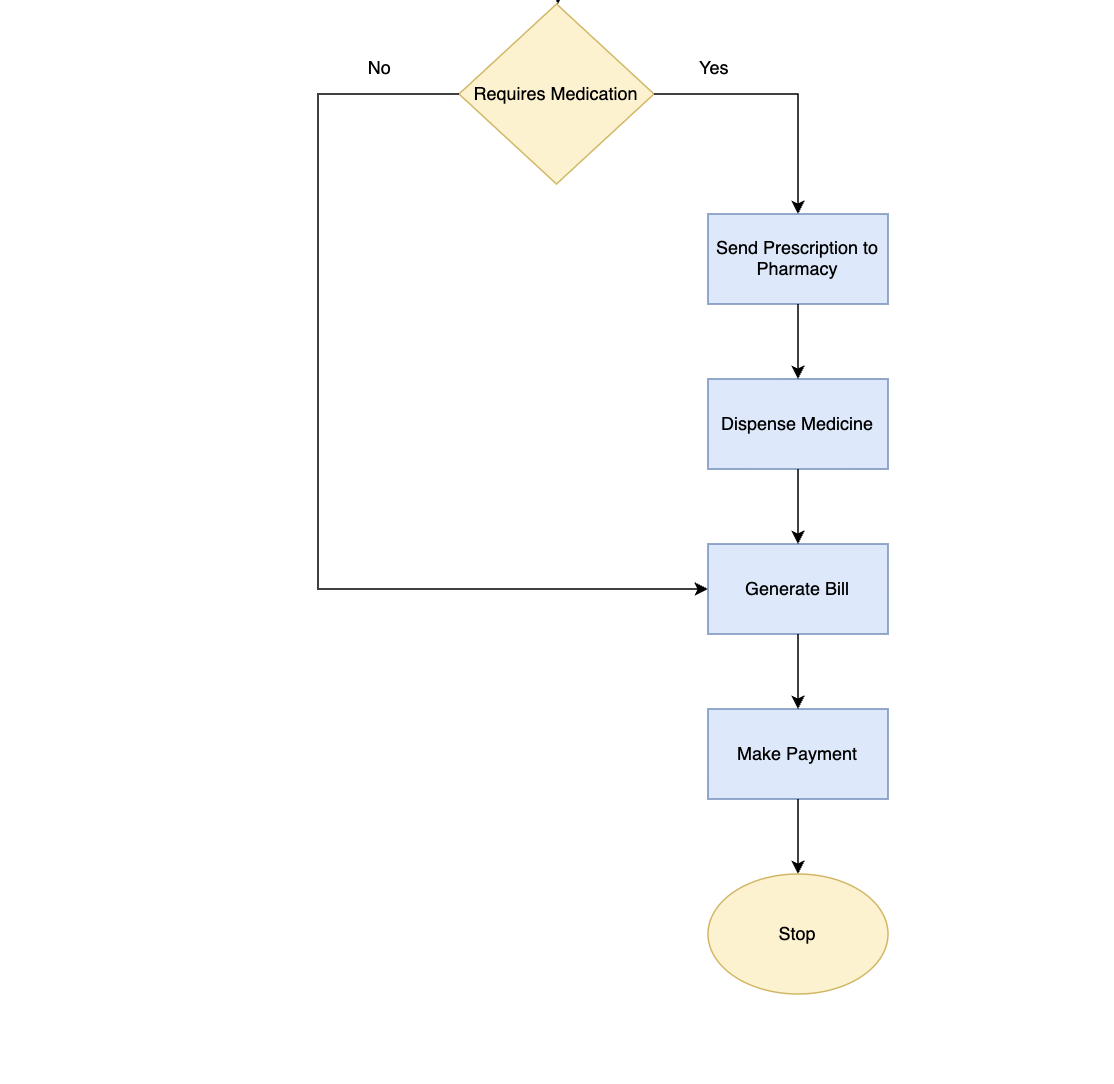 No
Yes
Requires Medication
Send Prescription to
Pharmacy
Dispense Medicine
Generate Bill
Make Payment
Stop